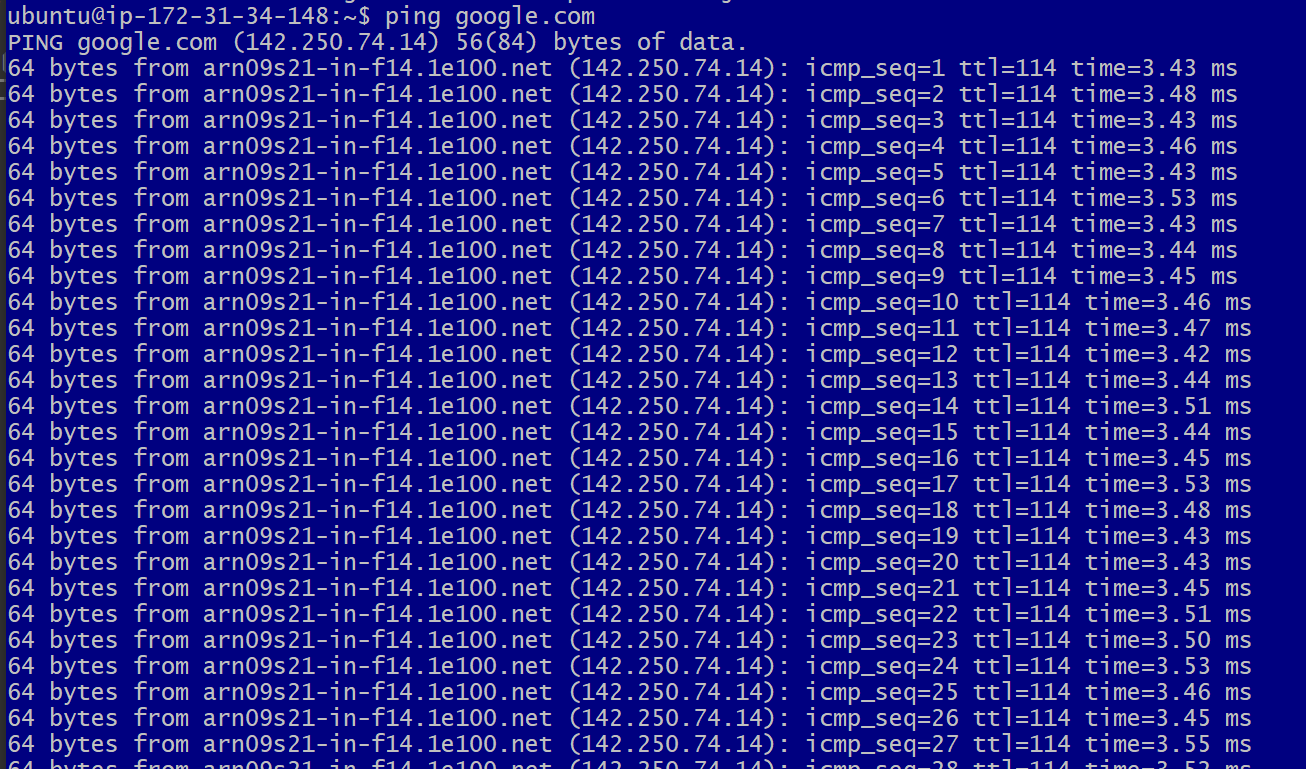 ubuntu@ip-172-31-34-148:~$ ping google.com
PING google.com (142.250.74.14) 56(84) bytes of data.
64 bytes from arn09s21-in-f14.1e100.net (142.250.74.14): icmp_seq=1 ttl=114 time=3.43 ms
64 bytes from arn09s21-in-f14.1e100.net (142.250.74.14): icmp_seq=2 ttl=114 time=3.48 ms
64 bytes from arn09s21-in-f14.1e100.net (142.250.74.14): icmp_seq=3 ttl=114 time=3.43 ms
64 bytes from arn09s21-in-f14.1e100.net (142.250.74.14): icmp_seq=4 ttl=114 time=3.46 ms
64 bytes from arn09s21-in-f14.1e100.net (142.250.74.14): icmp_seq=5 ttl=114 time=3.43 ms
64 bytes from arn09s21-in-f14.1e100.net (142.250.74.14): icmp_seq=6 ttl=114 time=3.53 ms
64 bytes from arn09s21-in-f14.1e100.net (142.250.74.14): icmp_seq=7 ttl=114 time=3.43 ms
64 bytes from arn09s21-in-f14.1e100.net (142.250.74.14): icmp_seq=8 ttl=114 time=3.44 ms
64 bytes from arn09s21-in-f14.1e100.net (142.250.74.14): icmp_seq=9 ttl=114 time=3.45 ms
64 bytes from arn09s21-in-f14.1e100.net (142.250.74.14): icmp_seq=10 ttl=114 time=3.46 ms
64 bytes from arn09s21-in-f14.1e100.net (142.250.74.14): icmp_seq=11 ttl=114 time=3.47 ms
64 bytes from arn09s21-in-f14.1e100.net (142.250.74.14): icmp_seq=12 ttl=114 time=3.42 ms
64 bytes from arn09s21-in-f14.1e100.net (142.250.74.14): icmp_seq=13 ttl=114 time=3.44 ms
64 bytes from arn09s21-in-f14.1e100.net (142.250.74.14): icmp_seq=14 ttl=114 time=3.51 ms
64 bytes from arn09s21-in-f14.1e100.net (142.250.74.14): icmp_seq=15 ttl=114 time=3.44 ms
64 bytes from arn09s21-in-f14.1e100.net (142.250.74.14): icmp_seq=16 ttl=114 time=3.45 ms
64 bytes from arn09s21-in-f14.1e100.net (142.250.74.14): icmp_seq=17 ttl=114 time=3.53 ms
64 bytes from arn09s21-in-f14.1e100.net (142.250.74.14): icmp_seq=18 ttl=114 time=3.48 ms
64 bytes from arn09s21-in-f14.1e100.net (142.250.74.14): icmp_seq=19 ttl=114 time=3.43 ms
64 bytes from arn09s21-in-f14.1e100.net (142.250.74.14): icmp_seq=20 ttl=114 time=3.43 ms
64 bytes from arn09s21-in-f14.1e100.net (142.250.74.14): icmp_seq=21 ttl=114 time=3.45 ms
64 bytes from arn09s21-in-f14.1e100.net (142.250.74.14): icmp_seq=22 ttl=114 time=3.51 ms
64 bytes from arn09s21-in-f14.1e100.net (142.250.74.14): icmp_seq=23 ttl=114 time=3.50 ms
64 bytes from arn09s21-in-f14.1e100.net (142.250.74.14): icmp_seq=24 ttl=114 time=3.53 ms
64 bytes from arn09s21-in-f14.1e100.net (142.250.74.14): icmp_seq=25 ttl=114 time=3.46 ms
64 bytes from arn09s21-in-f14.1e100.net (142.250.74.14): icmp_seq=26 ttl=114 time=3.45 ms
64 bytes from arn09s21-in-f14.1e100.net (142.250.74.14): icmp_seq=27 ttl=114 time=3.55 ms